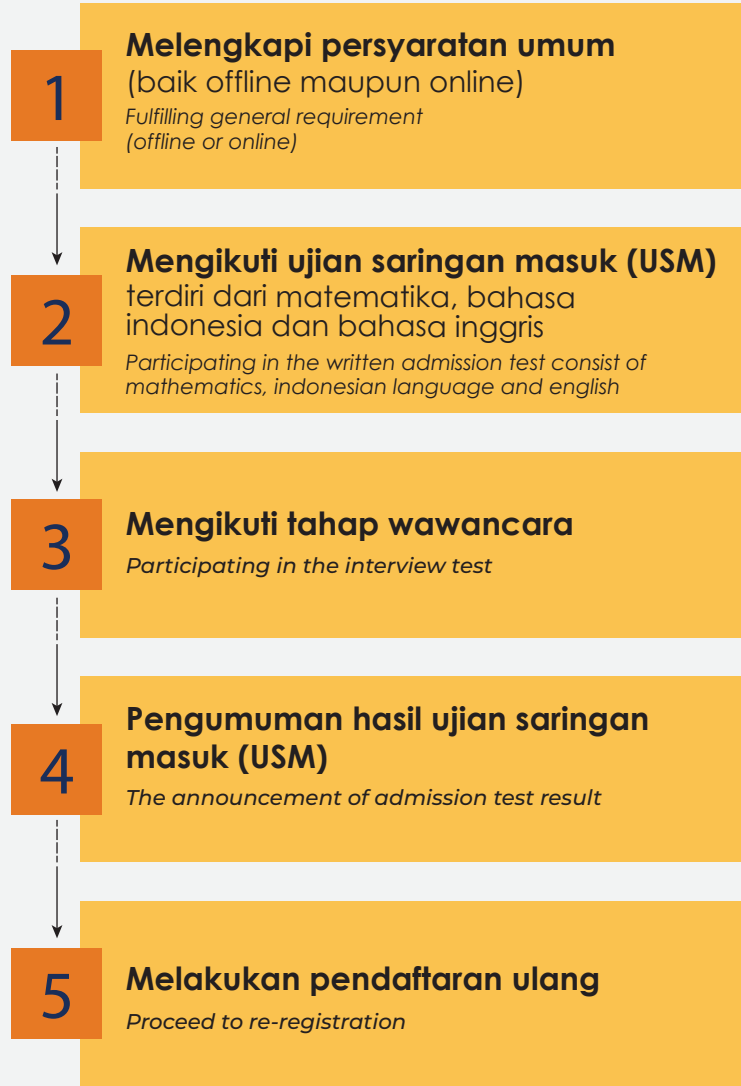 1
Melengkapi persyaratan umum
(baik offline maupun online)
Fulfilling general requirement
(offline or online)
2
Mengikuti ujian saringan masuk (USM)
terdiri dari matematika, bahasa
indonesia dan bahasa inggris
Participating in the written admission test consist of
mathematics, indonesian language and english
3
Mengikuti tahap wawancara
Participating in the interview test
4
Pengumuman hasil ujian saringan
masuk (USM)
The announcement of admission test result
5
Melakukan pendaftaran ulang
Proceed to re-registration